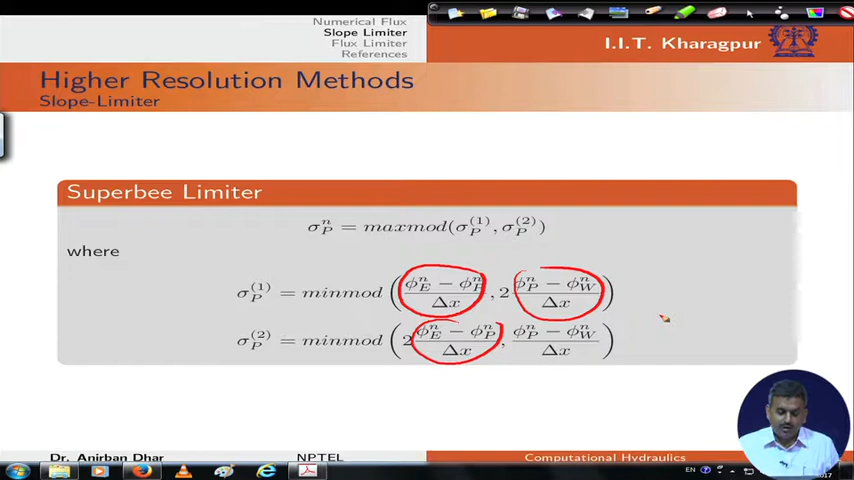 Numerical Flux
Slope Limiter
Flux Limiter
References
I.I.T. Kharagpur
Higher Resolution Methods
Slope-Limiter
Superbee Limiter
σ_P^n = maxmod(σ_P^(1), σ_P^(2))
where
σ_P^(1) = minmod ( (ϕ_E^n − ϕ_P^n)/Δx , 2 (ϕ_P^n − ϕ_W^n)/Δx )
σ_P^(2) = minmod ( 2 (ϕ_E^n − ϕ_P^n)/Δx , (ϕ_P^n − ϕ_W^n)/Δx )
Dr. Anirban Dhar NPTEL Computational Hydraulics
EN